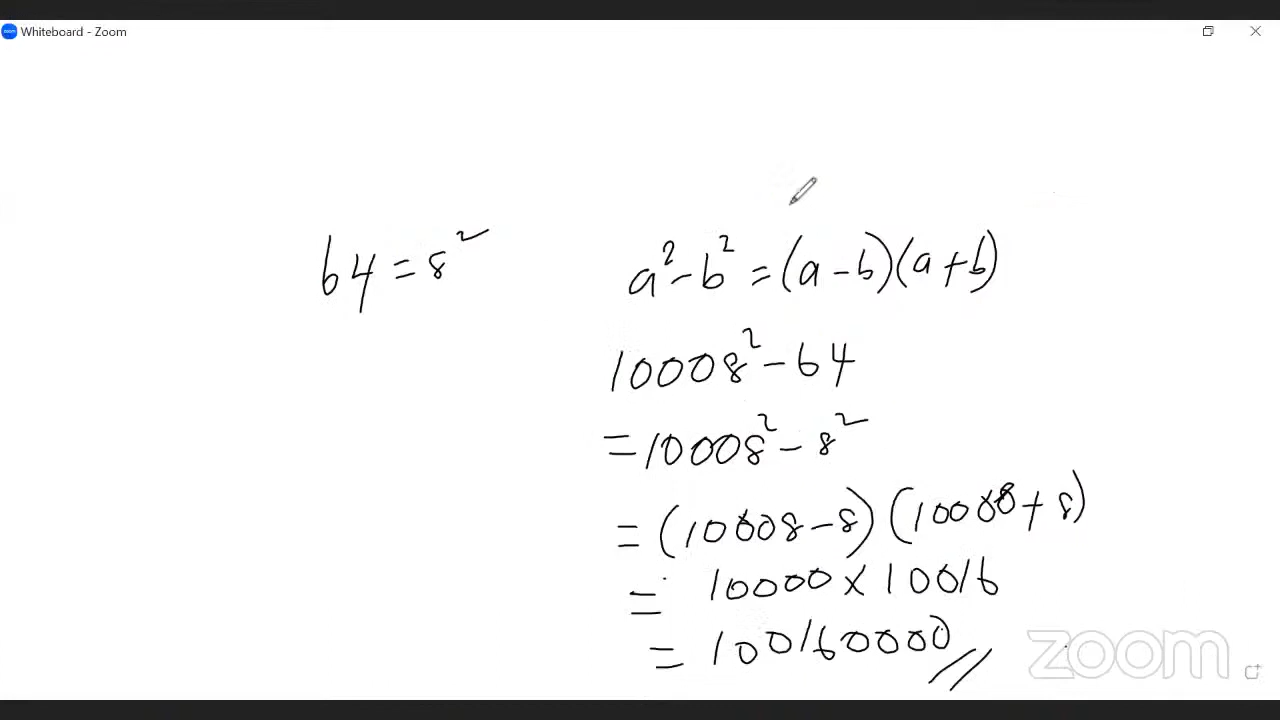 Whiteboard - Zoom
64 = 8²
a² - b² = (a - b)(a + b)
10008² - 64
= 10008² - 8²
= (10008 - 8)(10008 + 8)
= 10000 × 10016
= 100160000 //
zoom